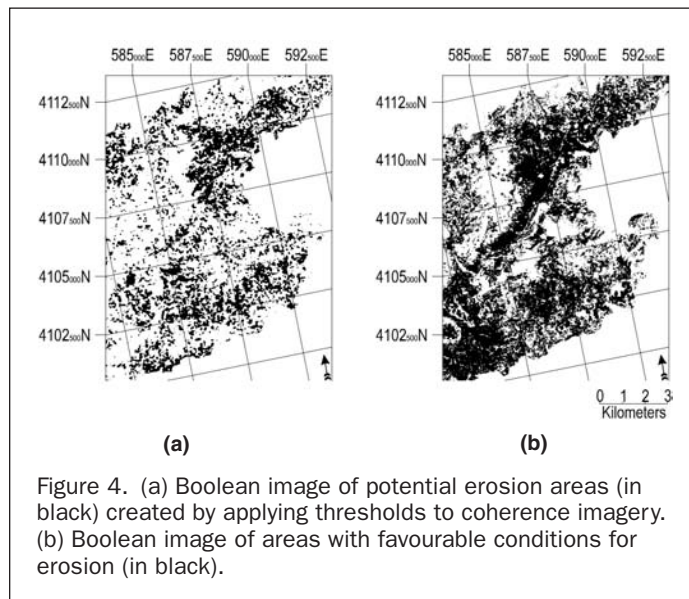 585000E 587500E 590000E 592500E
4112500N
4110000N
4107500N
4105000N
4102500N
(a)
585000E 587500E 590000E 592500E
4112500N
4110000N
4107500N
4105000N
4102500N
0 1 2 3
Kilometers
(b)
Figure 4. (a) Boolean image of potential erosion areas (in
black) created by applying thresholds to coherence imagery.
(b) Boolean image of areas with favourable conditions for
erosion (in black).